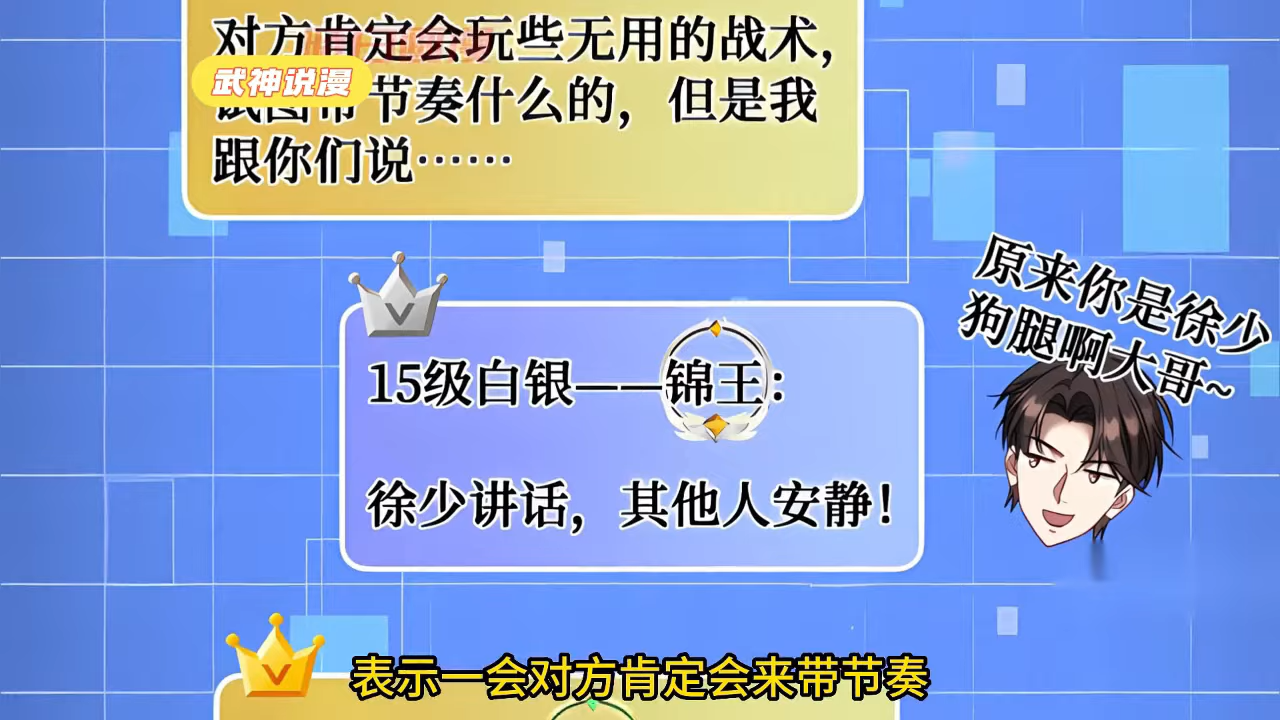 对方肯定会玩些无用的战术,
武神说漫
试图带节奏什么的，但是我
跟你们说……
原来你是徐少
狗腿啊大哥~
15级白银——锦王：
徐少讲话，其他人安静！
表示一会对方肯定会来带节奏